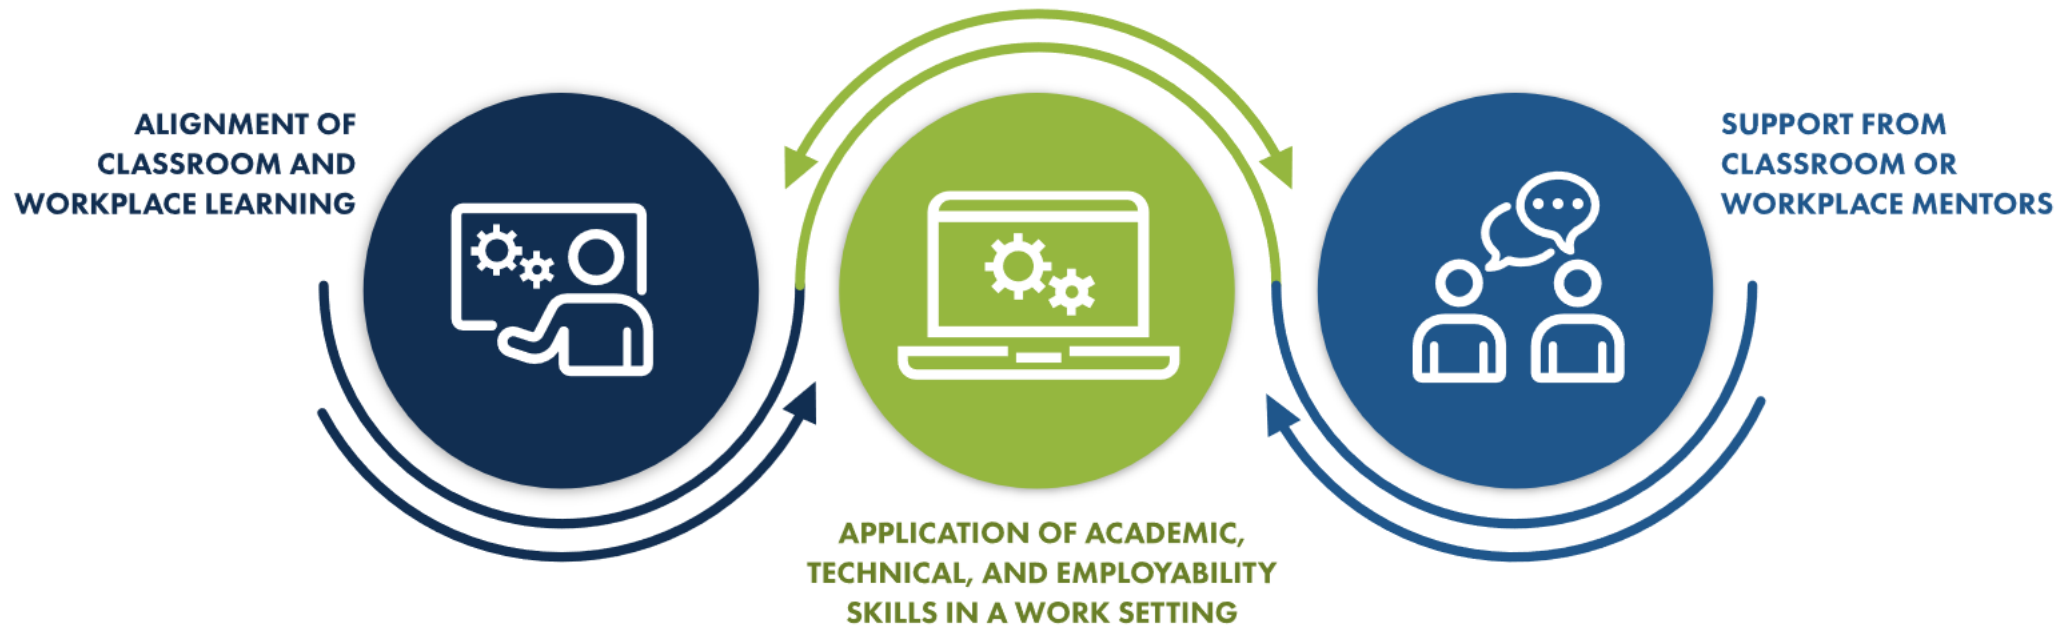 ALIGNMENT OF
CLASSROOM AND
WORKPLACE LEARNING
APPLICATION OF ACADEMIC,
TECHNICAL, AND EMPLOYABILITY
SKILLS IN A WORK SETTING
SUPPORT FROM
CLASSROOM OR
WORKPLACE MENTORS